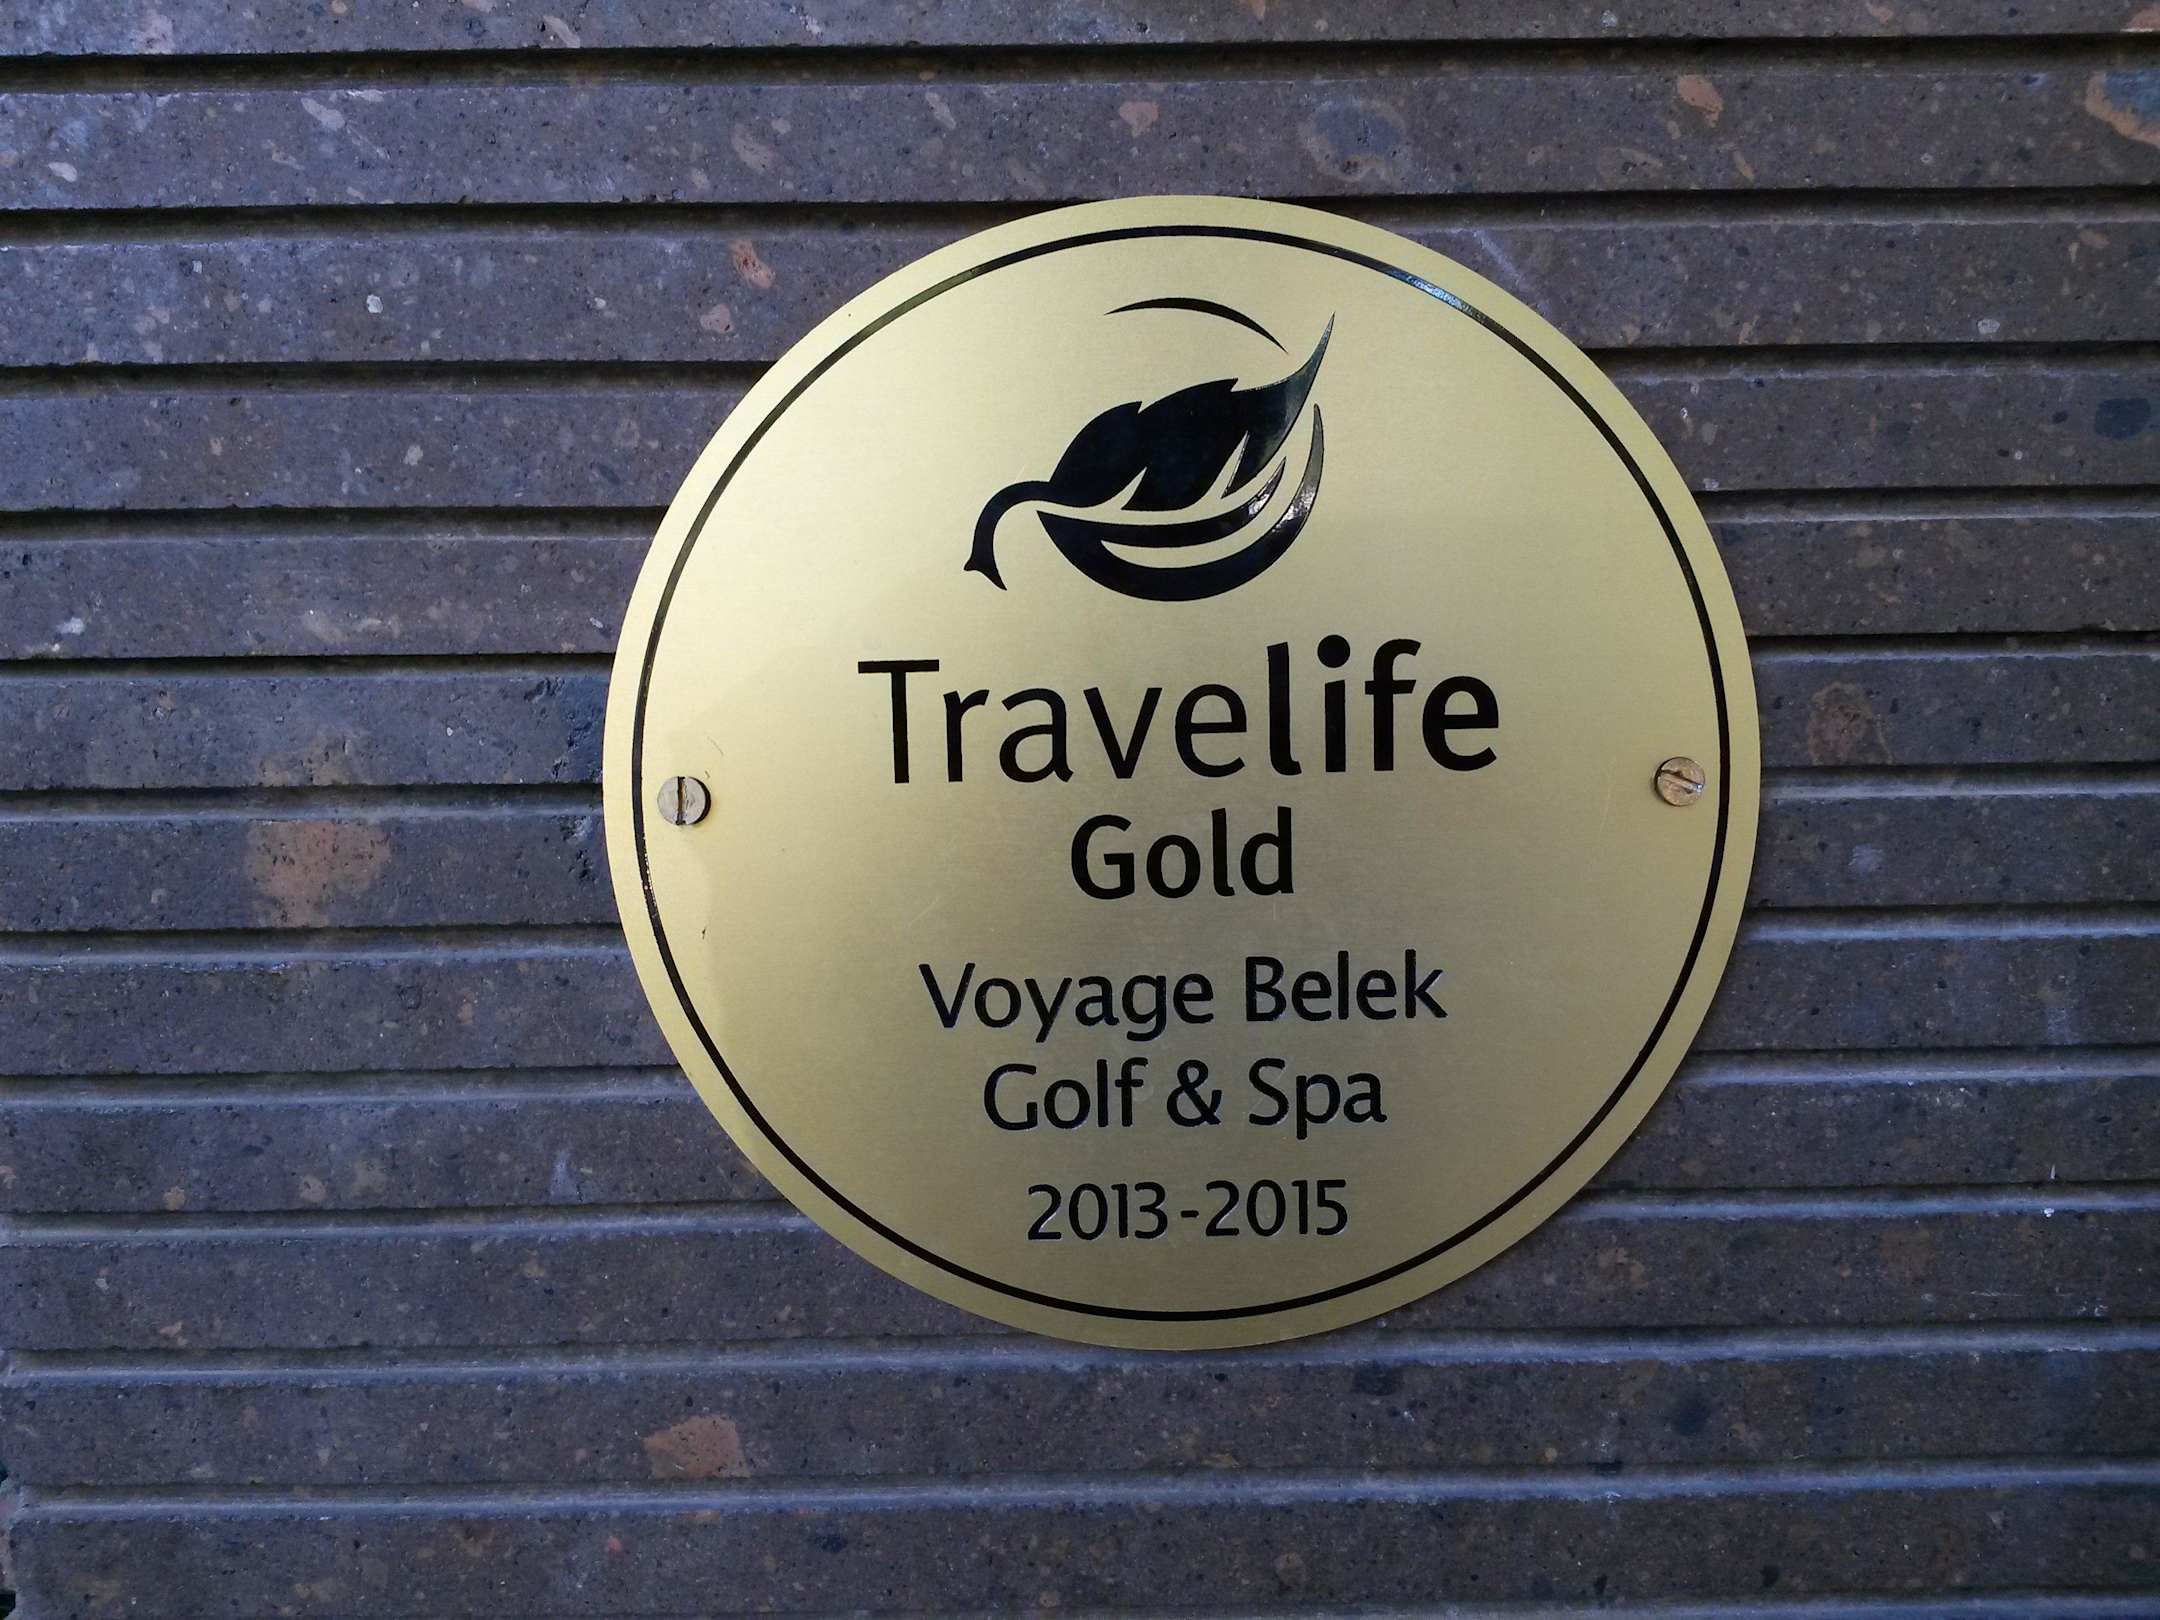 Travelife
Gold
Voyage Belek
Golf & Spa
2013-2015